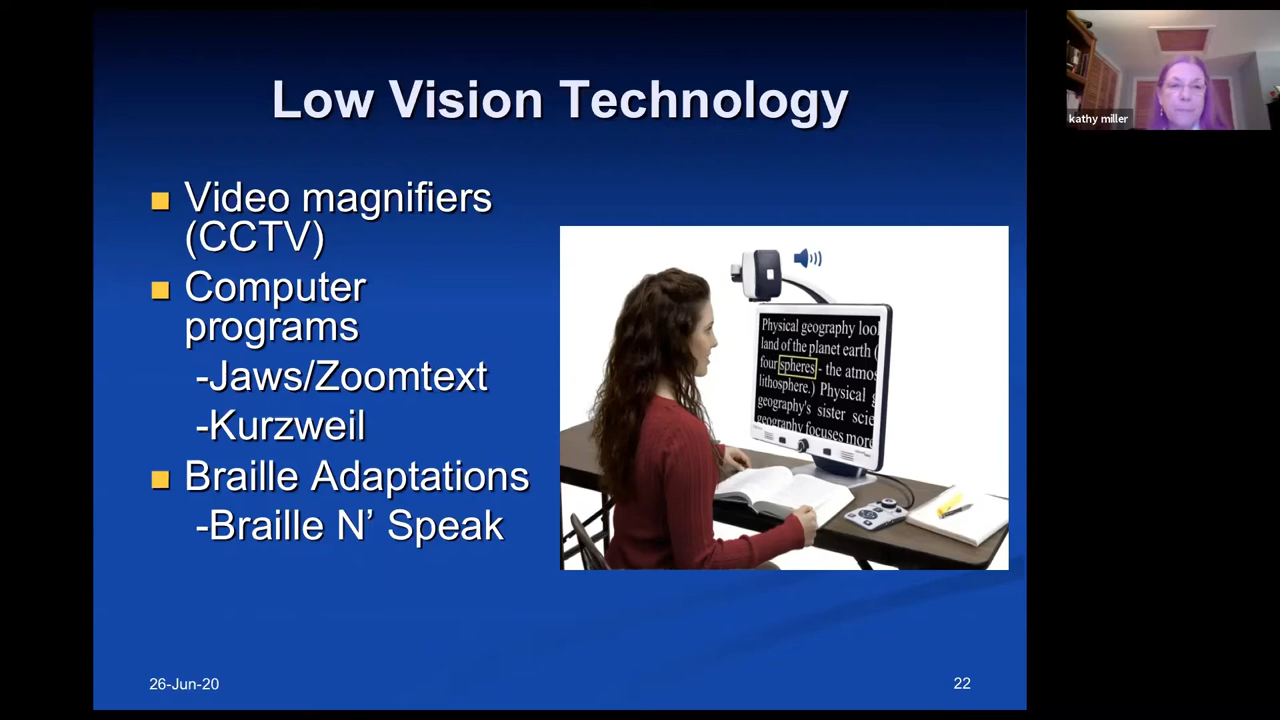 Low Vision Technology
Video magnifiers
(CCTV)
Computer
programs
-Jaws/Zoomtext
-Kurzweil
Braille Adaptations
-Braille N’ Speak
Physical geography loo
land of the planet earth (
four spheres - the atmos
lithosphere.) Physical g
geography's sister scie
geography focuses more
26-Jun-20
22
kathy miller